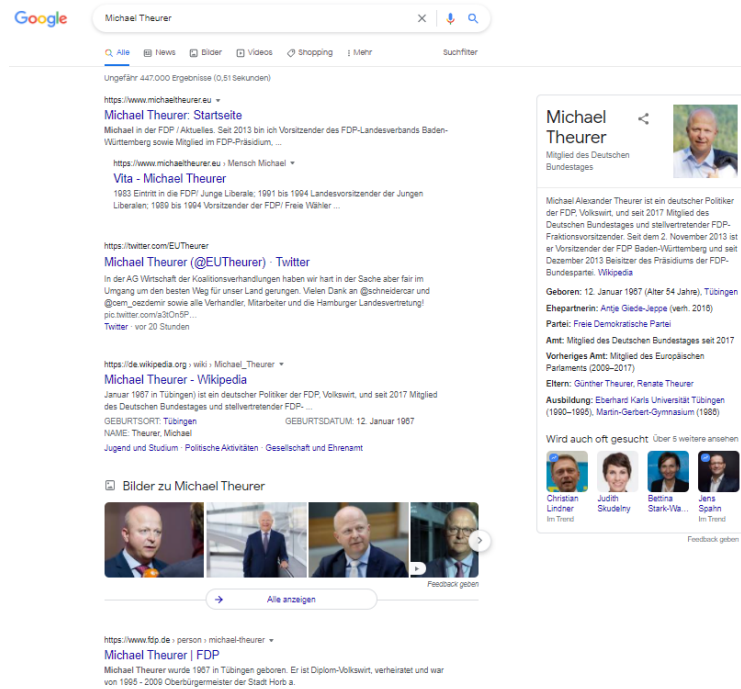 Google
Michael Theurer
Alle News Bilder Videos Shopping Mehr Suchfilter
Ungefähr 447.000 Ergebnisse (0,51 Sekunden)
https://www.michaeltheurer.eu
Michael Theurer: Startseite
Michael in der FDP / Aktuelles. Seit 2013 bin ich Vorsitzender des FDP-Landesverbands Baden-
Württemberg sowie Mitglied im FDP-Präsidium, ...
https://www.michaeltheurer.eu › Mensch Michael
Vita - Michael Theurer
1983 Eintritt in die FDP/ Junge Liberale; 1991 bis 1994 Landesvorsitzender der Jungen
Liberalen; 1989 bis 1994 Vorsitzender der FDP/ Freie Wähler ...
https://twitter.com/EUTheurer
Michael Theurer (@EUTheurer) · Twitter
In der AG Wirtschaft der Koalitionsverhandlungen haben wir hart in der Sache aber fair im
Umgang um den besten Weg für unser Land gerungen. Vielen Dank an @schneidercar und
@cem_oezdemir sowie alle Verhandler, Mitarbeiter und die Hamburger Landesvertretung!
pic.twitter.com/a3tOn5P...
Twitter · vor 20 Stunden
https://de.wikipedia.org › wiki › Michael_Theurer
Michael Theurer - Wikipedia
Januar 1967 in Tübingen) ist ein deutscher Politiker der FDP, Volkswirt, und seit 2017 Mitglied
des Deutschen Bundestages und stellvertretender FDP- ...
GEBURTSORT: Tübingen GEBURTSDATUM: 12. Januar 1967
NAME: Theurer, Michael
Jugend und Studium · Politische Aktivitäten · Gesellschaft und Ehrenamt
Bilder zu Michael Theurer
Feedback geben
Alle anzeigen
https://www.fdp.de › person › michael-theurer
Michael Theurer | FDP
Michael Theurer wurde 1967 in Tübingen geboren. Er ist Diplom-Volkswirt, verheiratet und war
von 1995 - 2009 Oberbürgermeister der Stadt Horb a.
Michael
Theurer
Mitglied des Deutschen
Bundestages
Michael Alexander Theurer ist ein deutscher Politiker
der FDP, Volkswirt, und seit 2017 Mitglied des
Deutschen Bundestages und stellvertretender FDP-
Fraktionsvorsitzender. Seit dem 2. November 2013 ist
er Vorsitzender der FDP Baden-Württemberg und seit
Dezember 2013 Beisitzer des Präsidiums der FDP-
Bundespartei. Wikipedia
Geboren: 12. Januar 1967 (Alter 54 Jahre), Tübingen
Ehepartnerin: Antje Giede-Jeppe (verh. 2016)
Partei: Freie Demokratische Partei
Amt: Mitglied des Deutschen Bundestages seit 2017
Vorheriges Amt: Mitglied des Europäischen
Parlaments (2009–2017)
Eltern: Günther Theurer, Renate Theurer
Ausbildung: Eberhard Karls Universität Tübingen
(1990–1995), Martin-Gerbert-Gymnasium (1986)
Wird auch oft gesucht Über 5 weitere ansehen
Christian Judith Bettina Jens
Lindner Skudelny Stark-Wa... Spahn
Im Trend Im Trend
Feedback geben